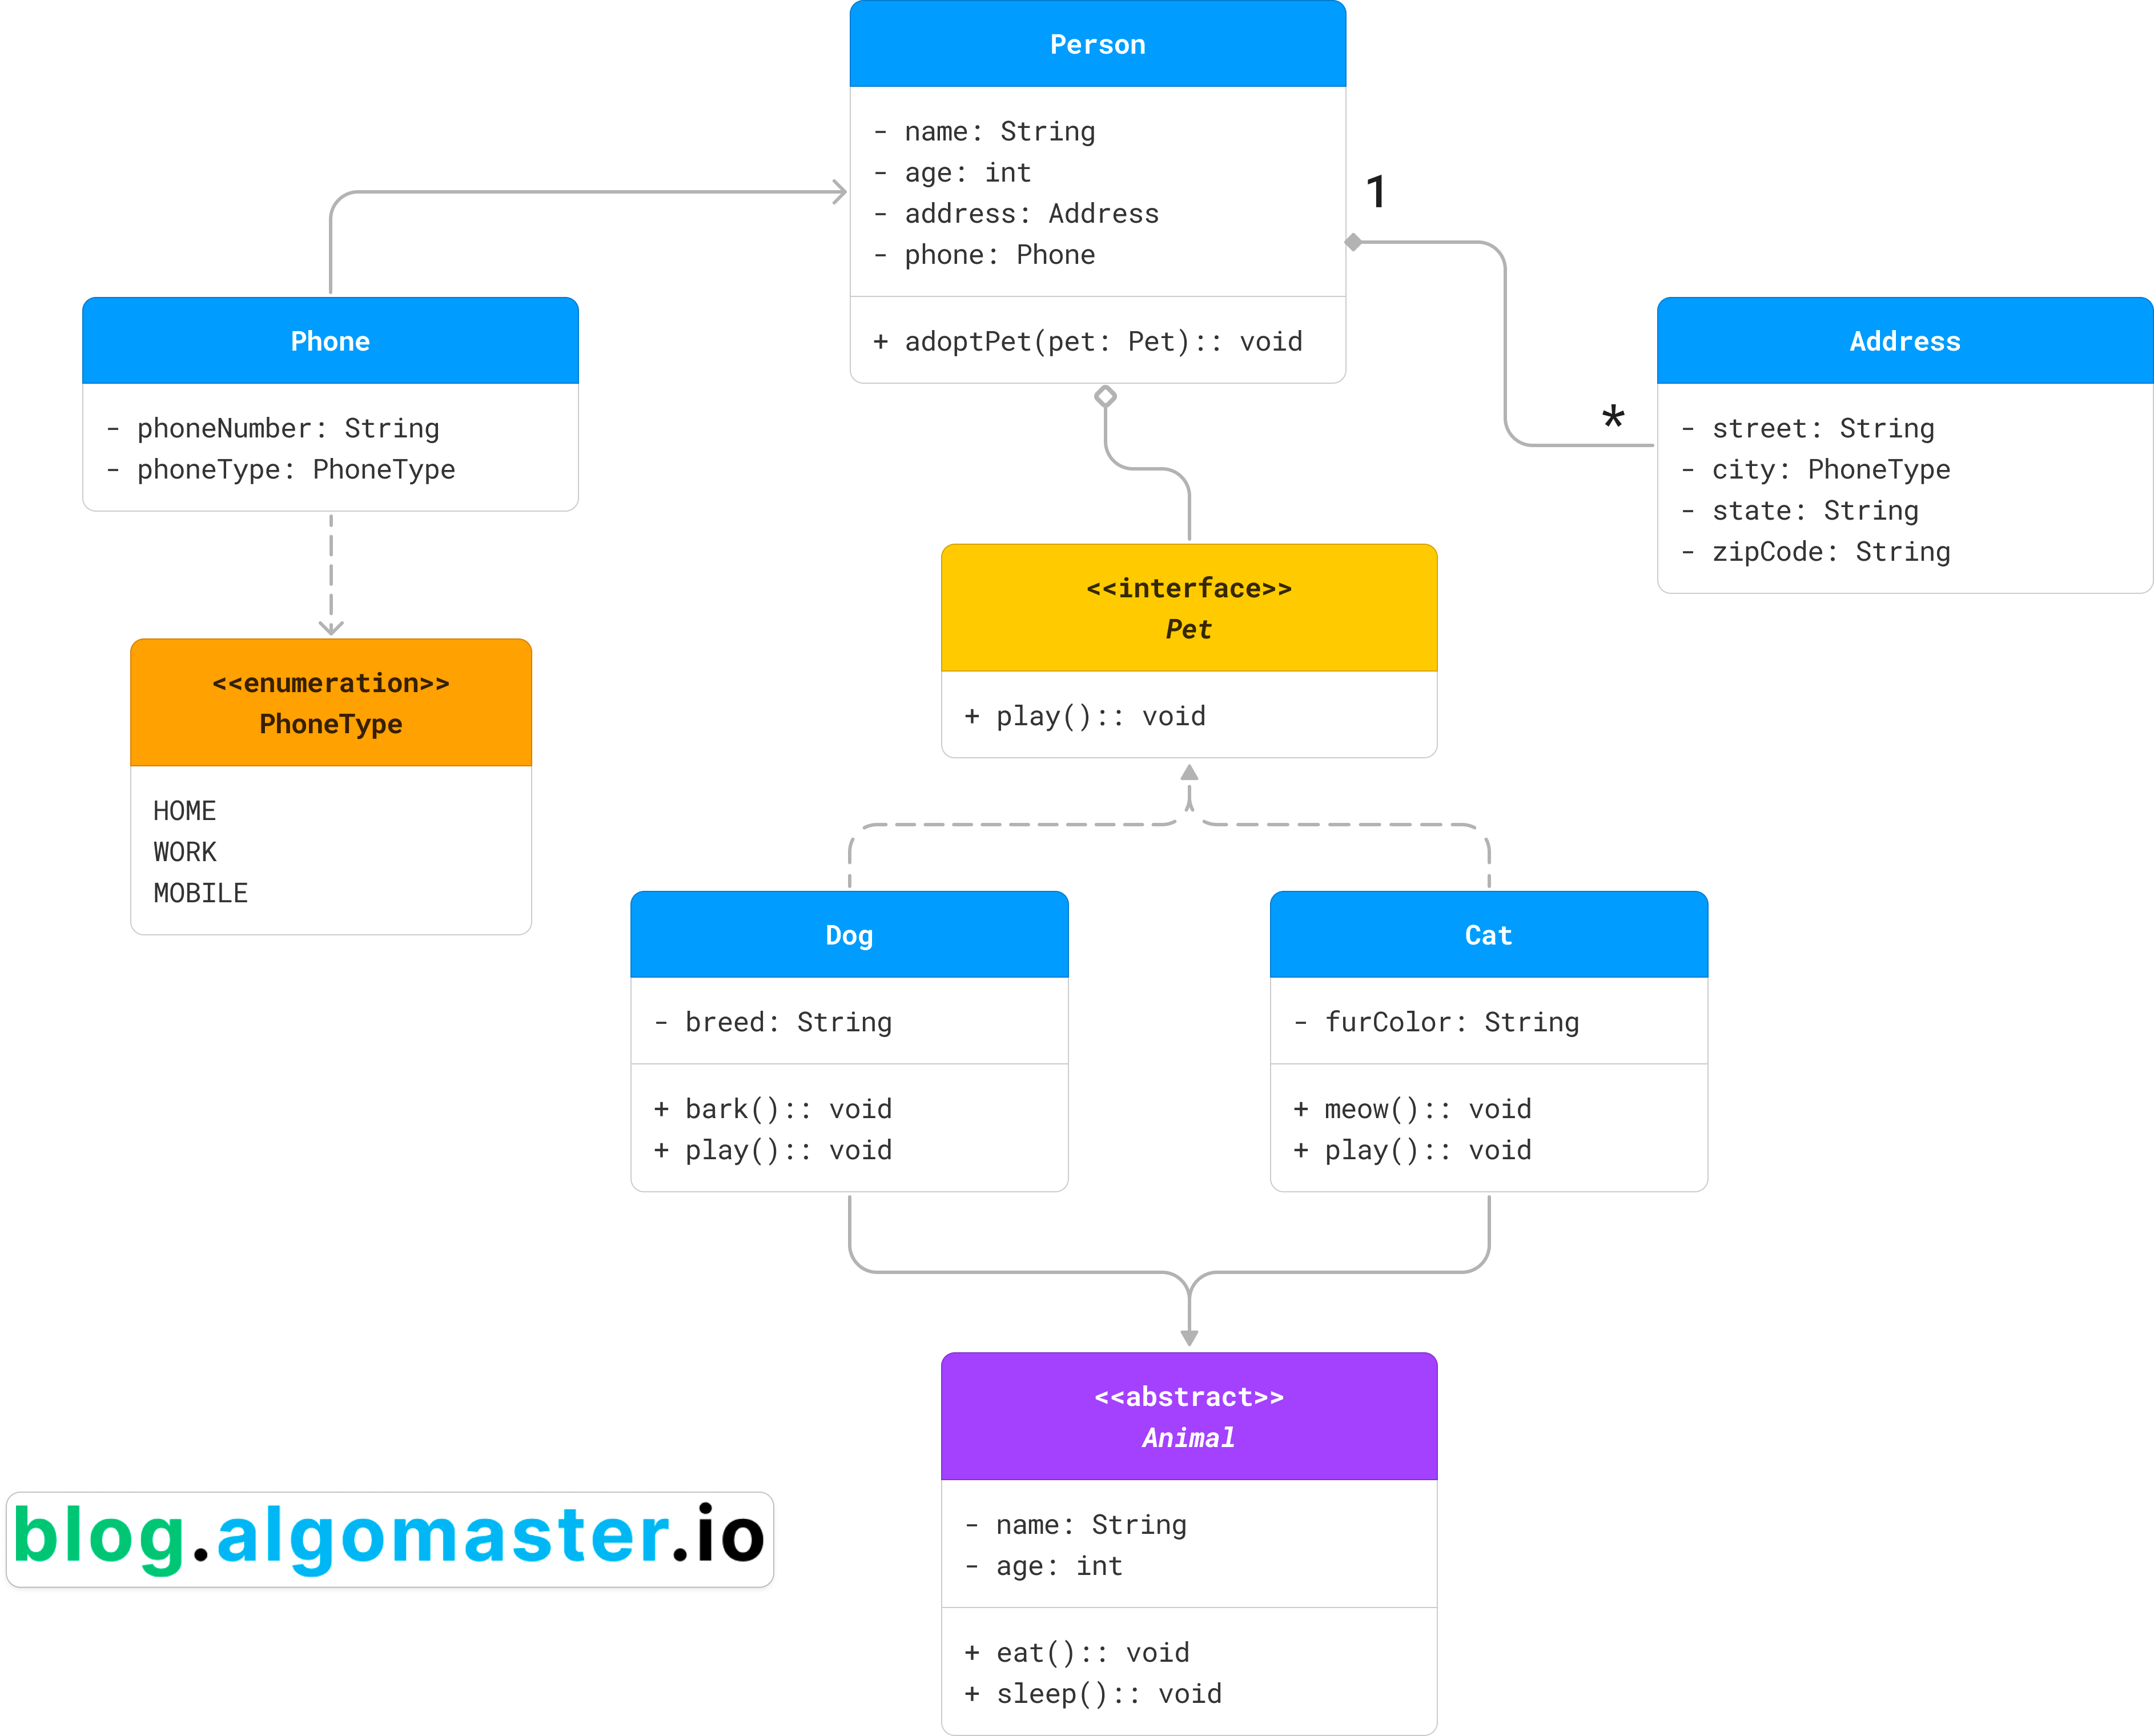 Person
- name: String
- age: int
- address: Address
- phone: Phone
+ adoptPet(pet: Pet):: void
1
*
Phone
- phoneNumber: String
- phoneType: PhoneType
Address
- street: String
- city: PhoneType
- state: String
- zipCode: String
<<interface>>
Pet
+ play():: void
<<enumeration>>
PhoneType
HOME
WORK
MOBILE
Dog
- breed: String
+ bark():: void
+ play():: void
Cat
- furColor: String
+ meow():: void
+ play():: void
<<abstract>>
Animal
- name: String
- age: int
+ eat():: void
+ sleep():: void
blog.algomaster.io